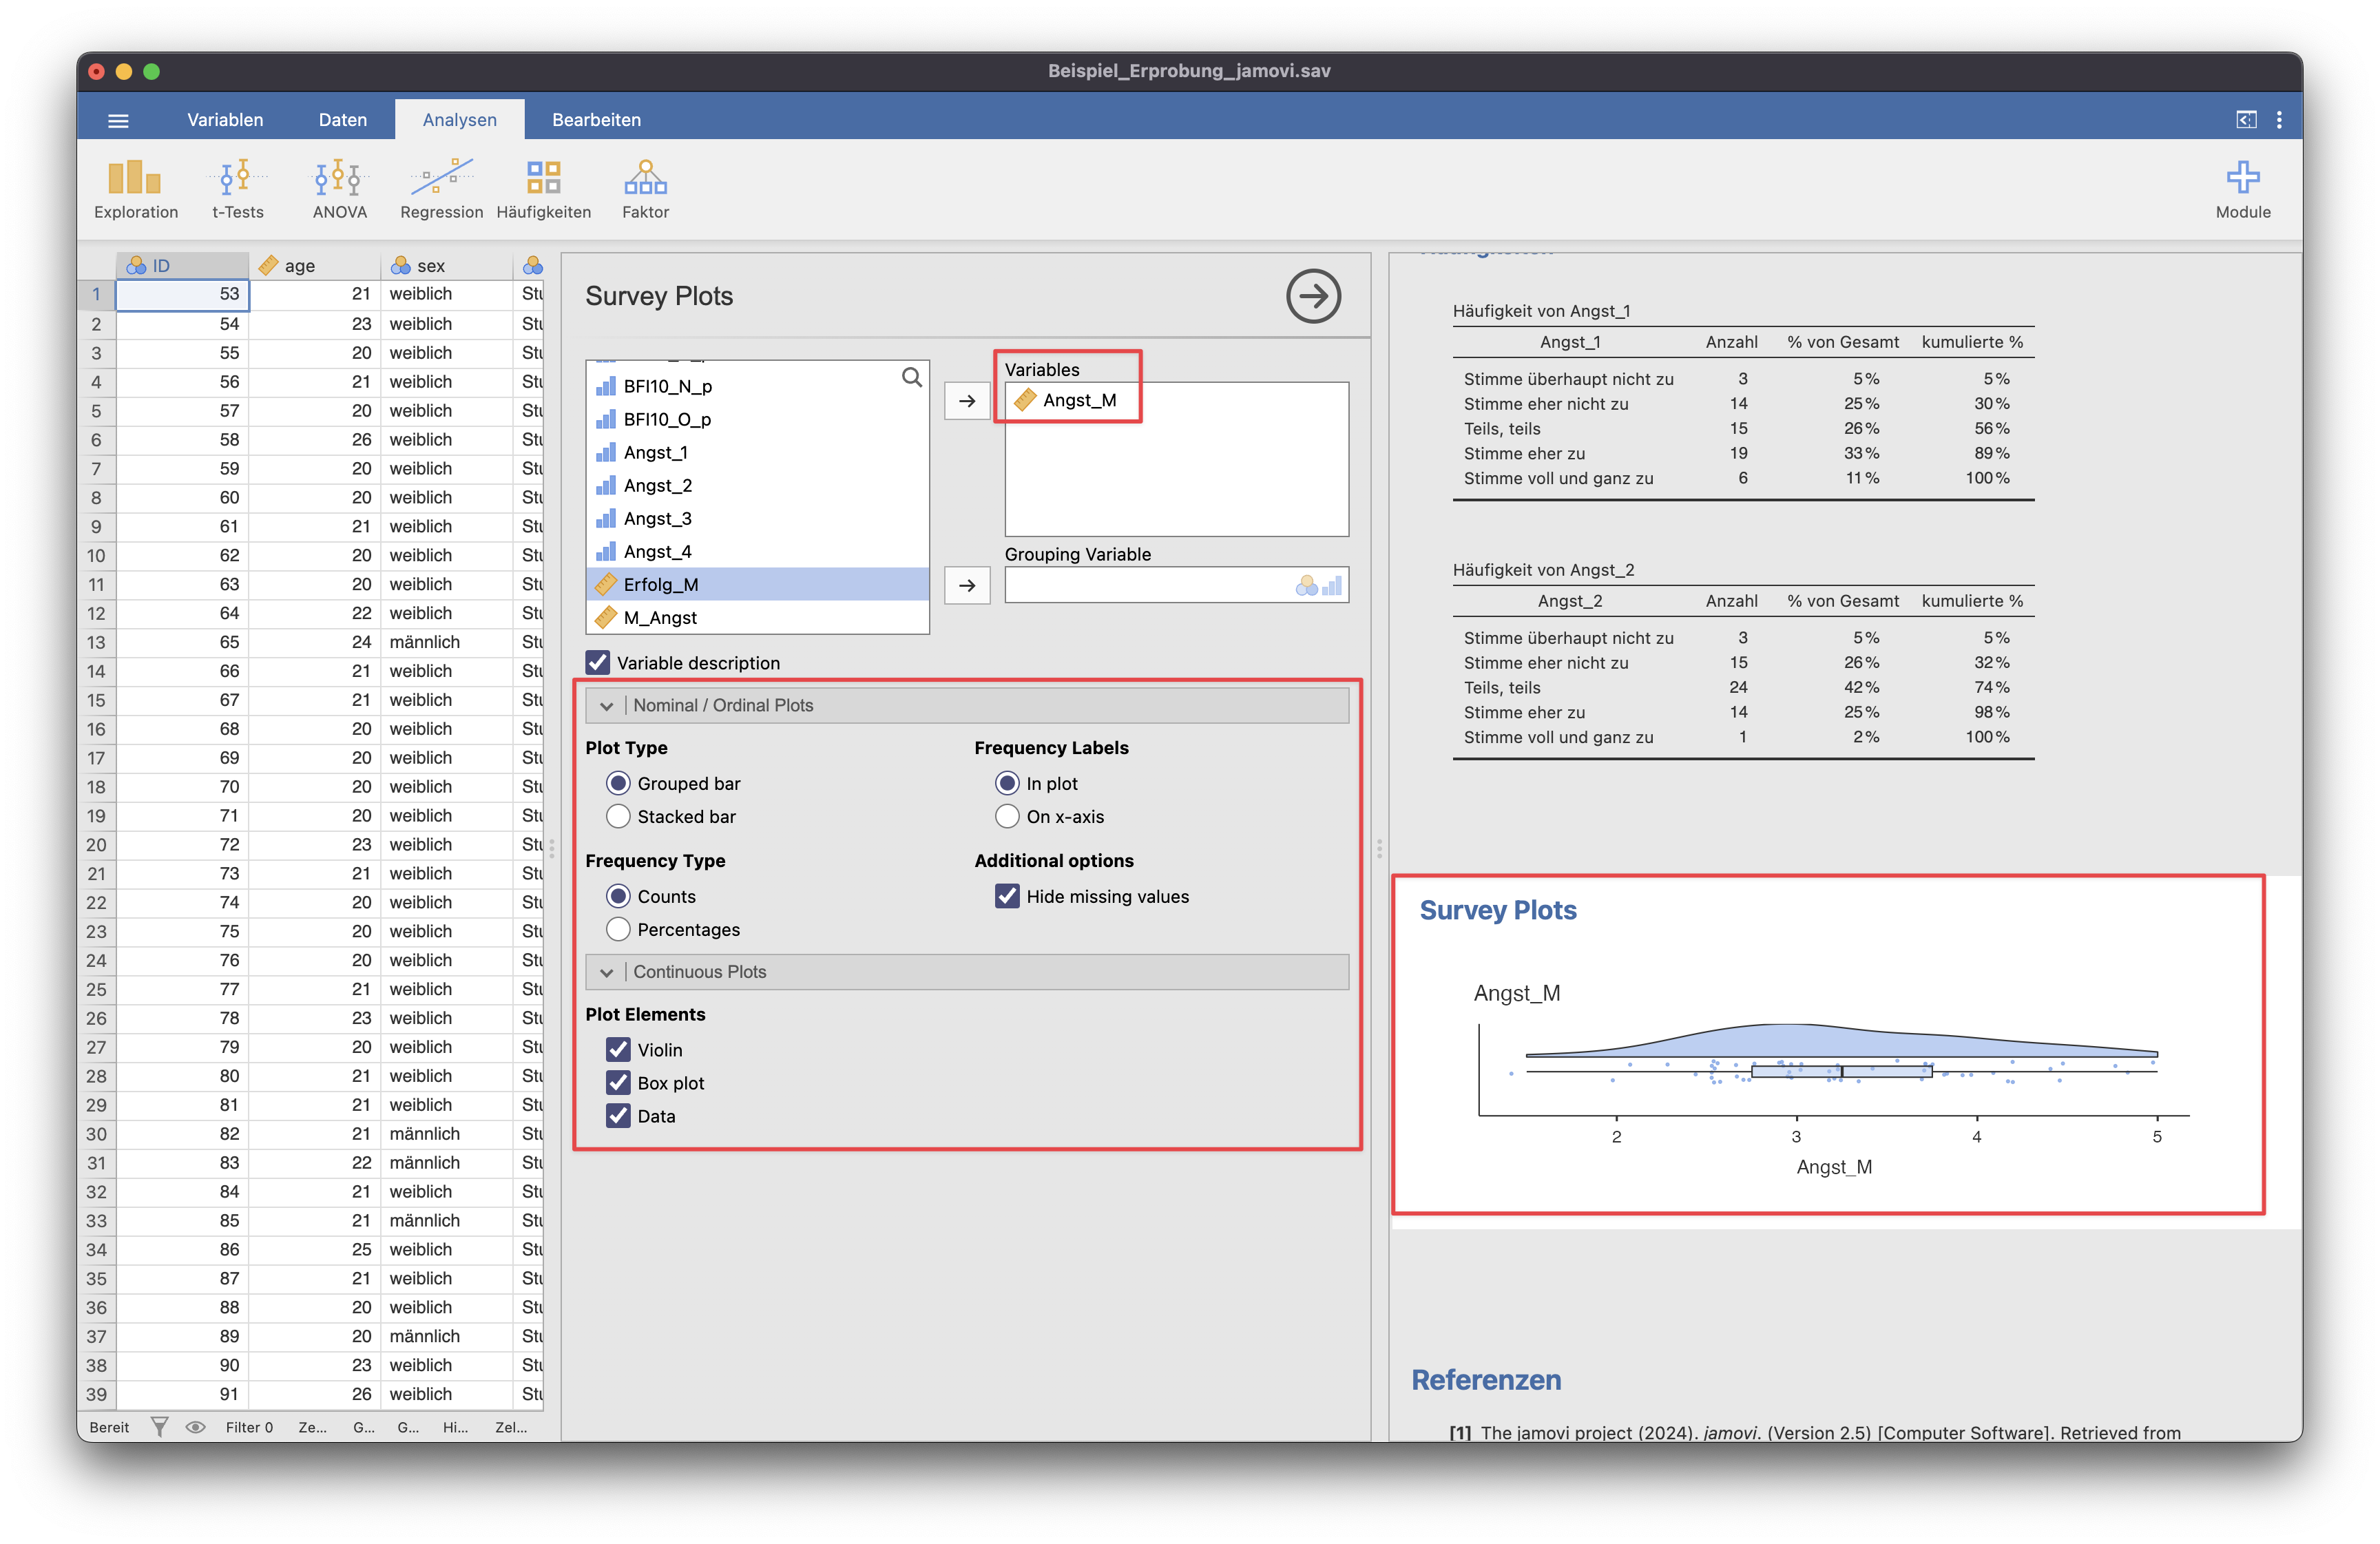 Beispiel_Erprobung_jamovi.sav
Variablen Daten Analysen Bearbeiten
Exploration t-Tests ANOVA Regression Häufigkeiten Faktor Module
ID age sex
1 53 21 weiblich Stu
2 54 23 weiblich Stu
3 55 20 weiblich Stu
4 56 21 weiblich Stu
5 57 20 weiblich Stu
6 58 26 weiblich Stu
7 59 20 weiblich Stu
8 60 20 weiblich Stu
9 61 21 weiblich Stu
10 62 20 weiblich Stu
11 63 20 weiblich Stu
12 64 22 weiblich Stu
13 65 24 männlich Stu
14 66 21 weiblich Stu
15 67 21 weiblich Stu
16 68 20 weiblich Stu
17 69 20 weiblich Stu
18 70 20 weiblich Stu
19 71 20 weiblich Stu
20 72 23 weiblich Stu
21 73 21 weiblich Stu
22 74 20 weiblich Stu
23 75 20 weiblich Stu
24 76 20 weiblich Stu
25 77 21 weiblich Stu
26 78 23 weiblich Stu
27 79 20 weiblich Stu
28 80 21 weiblich Stu
29 81 21 weiblich Stu
30 82 21 männlich Stu
31 83 22 männlich Stu
32 84 21 weiblich Stu
33 85 21 männlich Stu
34 86 25 weiblich Stu
35 87 21 weiblich Stu
36 88 20 weiblich Stu
37 89 20 männlich Stu
38 90 23 weiblich Stu
39 91 26 weiblich Stu
Bereit Filter 0 Ze... G... G... Hi... Zel...
Survey Plots
BFI10_N_p
BFI10_O_p
Angst_1
Angst_2
Angst_3
Angst_4
Erfolg_M
M_Angst
Variables
Angst_M
Grouping Variable
Variable description
Nominal / Ordinal Plots
Plot Type
Grouped bar
Stacked bar
Frequency Labels
In plot
On x-axis
Frequency Type
Counts
Percentages
Additional options
Hide missing values
Continuous Plots
Plot Elements
Violin
Box plot
Data
Häufigkeit von Angst_1
Angst_1 Anzahl % von Gesamt kumulierte %
Stimme überhaupt nicht zu 3 5 % 5 %
Stimme eher nicht zu 14 25 % 30 %
Teils, teils 15 26 % 56 %
Stimme eher zu 19 33 % 89 %
Stimme voll und ganz zu 6 11 % 100 %
Häufigkeit von Angst_2
Angst_2 Anzahl % von Gesamt kumulierte %
Stimme überhaupt nicht zu 3 5 % 5 %
Stimme eher nicht zu 15 26 % 32 %
Teils, teils 24 42 % 74 %
Stimme eher zu 14 25 % 98 %
Stimme voll und ganz zu 1 2 % 100 %
Survey Plots
Angst_M
2 3 4 5
Angst_M
Referenzen
[1] The jamovi project (2024). jamovi. (Version 2.5) [Computer Software]. Retrieved from